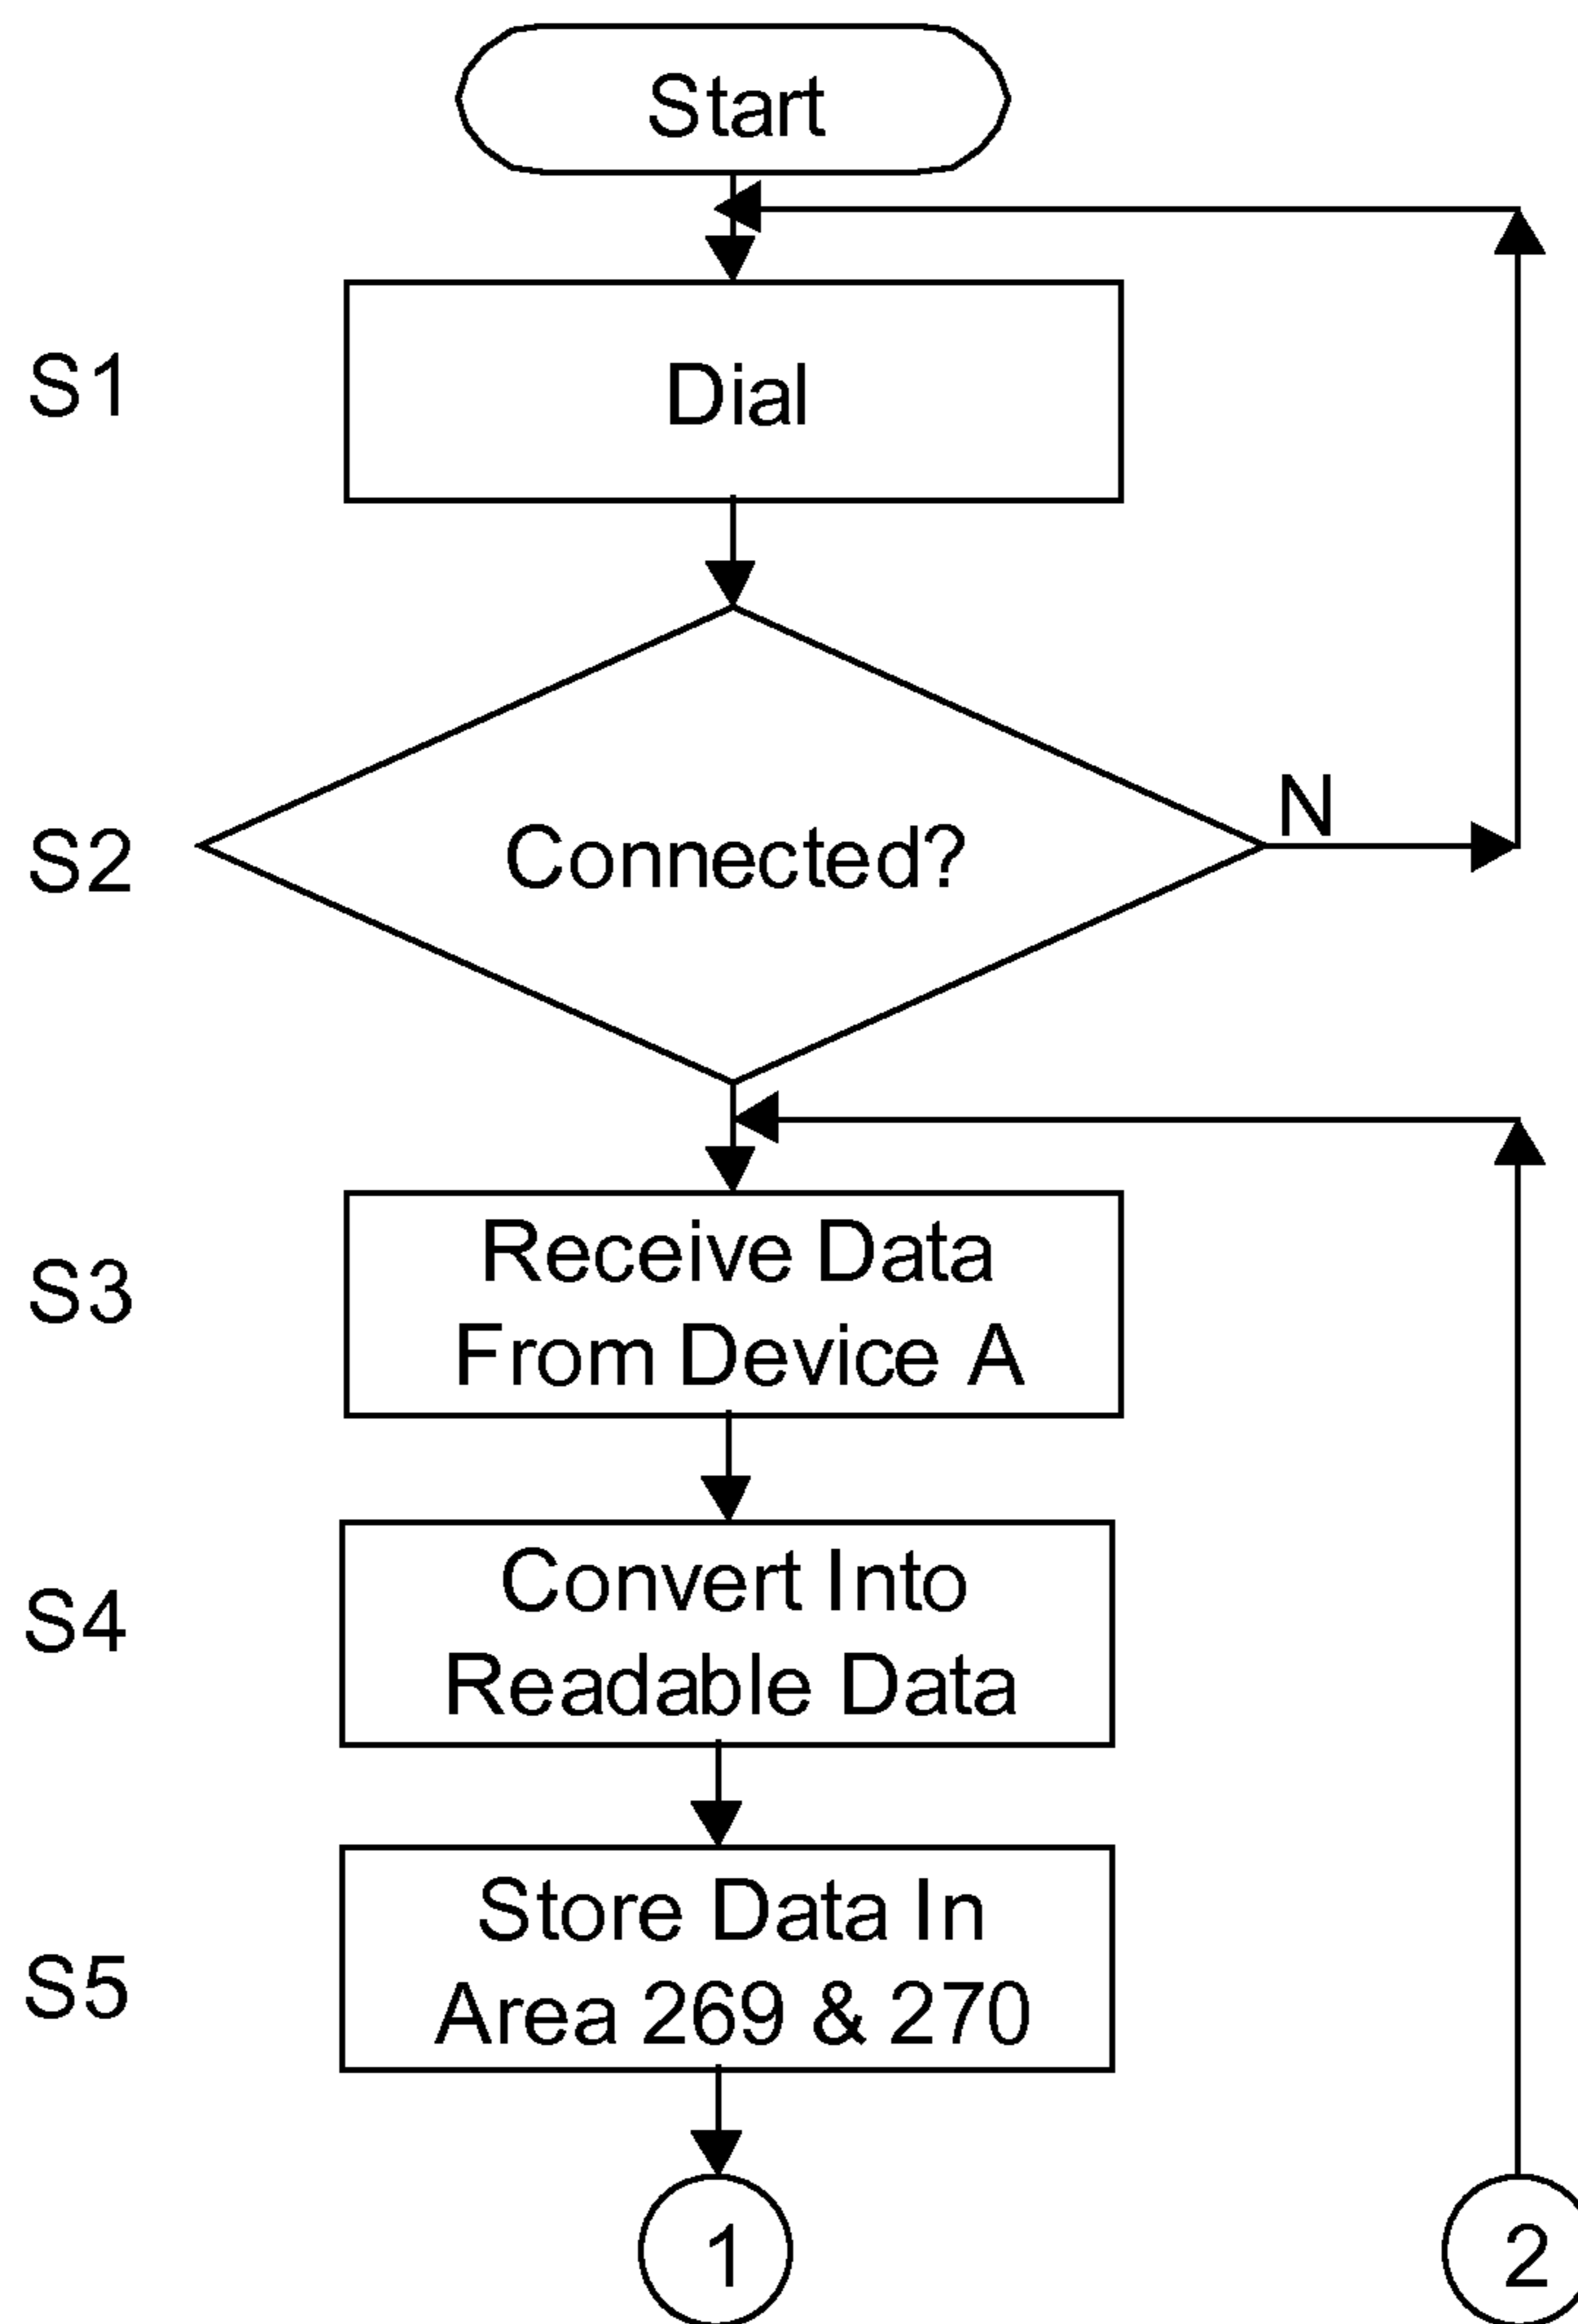 Start
S1
Dial
S2
Connected?
N
S3
Receive Data
From Device A
S4
Convert Into
Readable Data
S5
Store Data In
Area 269 & 270
1
2